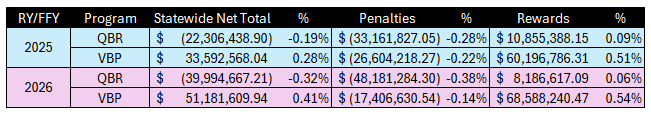 RY/FFY Program Statewide Net Total % Penalties % Rewards %
2025 QBR $ (22,306,438.90) -0.19% $ (33,161,827.05) -0.28% $ 10,855,388.15 0.09%
VBP $ 33,592,568.04 0.28% $ (26,604,218.27) -0.22% $ 60,196,786.31 0.51%
2026 QBR $ (39,994,667.21) -0.32% $ (48,181,284.30) -0.38% $ 8,186,617.09 0.06%
VBP $ 51,181,609.94 0.41% $ (17,406,630.54) -0.14% $ 68,588,240.47 0.54%